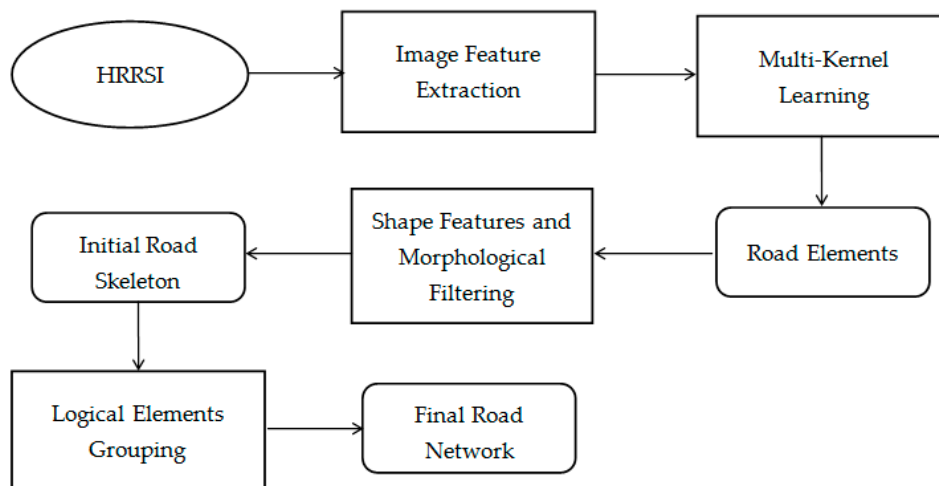 HRRSI
Image Feature
Extraction
Multi-Kernel
Learning
Road Elements
Shape Features and
Morphological
Filtering
Initial Road
Skeleton
Logical Elements
Grouping
Final Road
Network